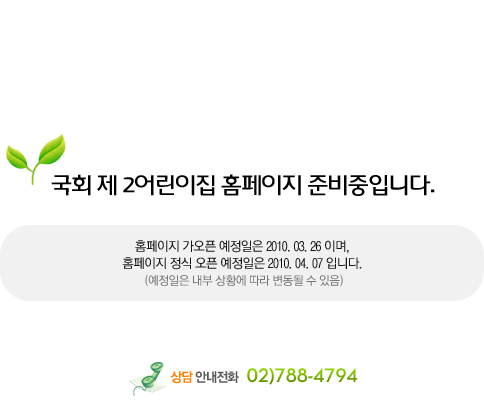 국회 제 2어린이집 홈페이지 준비중입니다.
홈페이지 가오픈 예정일은 2010. 03. 26 이며,
홈페이지 정식 오픈 예정일은 2010. 04. 07 입니다.
(예정일은 내부 상황에 따라 변동될 수 있음)
상담 안내전화 02)788-4794